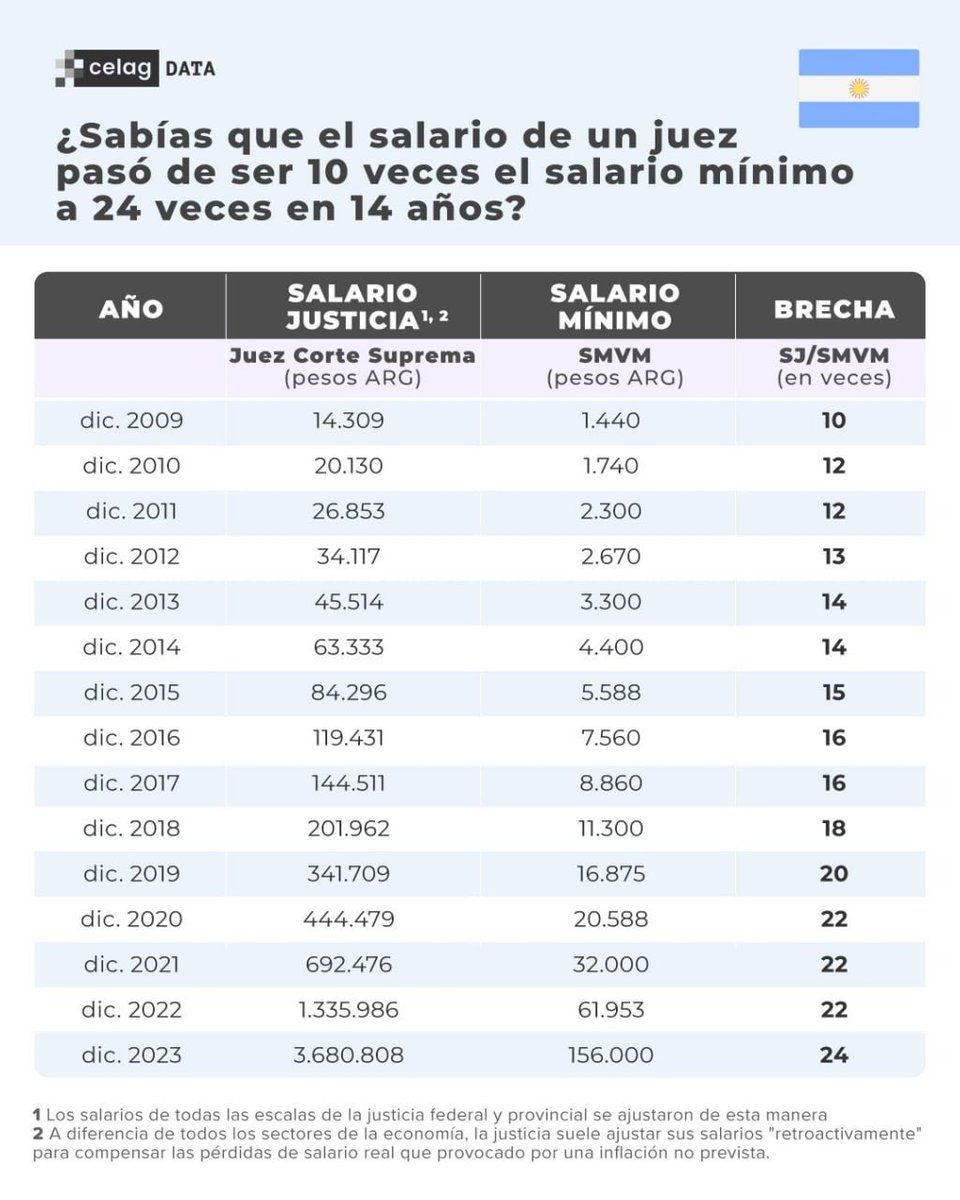 celag DATA
¿Sabías que el salario de un juez
pasó de ser 10 veces el salario mínimo
a 24 veces en 14 años?
AÑO SALARIO JUSTICIA¹, ² SALARIO MÍNIMO BRECHA
Juez Corte Suprema (pesos ARG) SMVM (pesos ARG) SJ/SMVM (en veces)
dic. 2009 14.309 1.440 10
dic. 2010 20.130 1.740 12
dic. 2011 26.853 2.300 12
dic. 2012 34.117 2.670 13
dic. 2013 45.514 3.300 14
dic. 2014 63.333 4.400 14
dic. 2015 84.296 5.588 15
dic. 2016 119.431 7.560 16
dic. 2017 144.511 8.860 16
dic. 2018 201.962 11.300 18
dic. 2019 341.709 16.875 20
dic. 2020 444.479 20.588 22
dic. 2021 692.476 32.000 22
dic. 2022 1.335.986 61.953 22
dic. 2023 3.680.808 156.000 24
1 Los salarios de todas las escalas de la justicia federal y provincial se ajustaron de esta manera
2 A diferencia de todos los sectores de la economía, la justicia suele ajustar sus salarios "retroactivamente"
para compensar las pérdidas de salario real que provocado por una inflación no prevista.